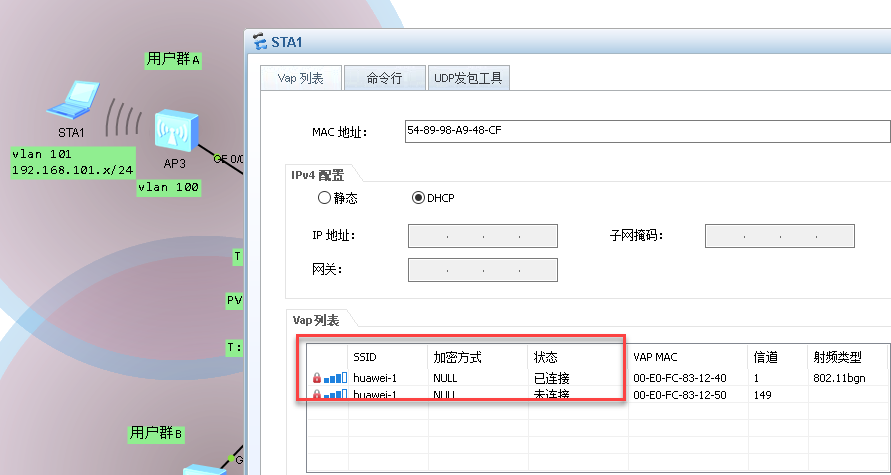 用户群A
STA1
vlan 101
192.168.101.x/24
AP3
vlan 100
GE 0/0
T
PV
T:
用户群B
G
STA1
Vap 列表
命令行
UDP发包工具
MAC 地址:
54-89-98-A9-48-CF
IPv4 配置
静态
DHCP
IP 地址:
子网掩码:
网关:
Vap列表
SSID 加密方式 状态 VAP MAC 信道 射频类型
huawei-1 NULL 已连接 00-E0-FC-83-12-40 1 802.11bgn
huawei-1 NULL 未连接 00-E0-FC-83-12-50 149